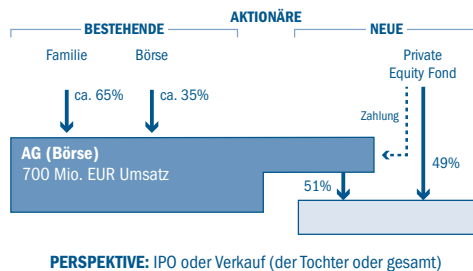 AKTIONÄRE
BESTEHENDE
NEUE
Familie
Börse
Private
Equity Fond
ca. 65%
ca. 35%
Zahlung
AG (Börse)
700 Mio. EUR Umsatz
49%
51%
PERSPEKTIVE: IPO oder Verkauf (der Tochter oder gesamt)